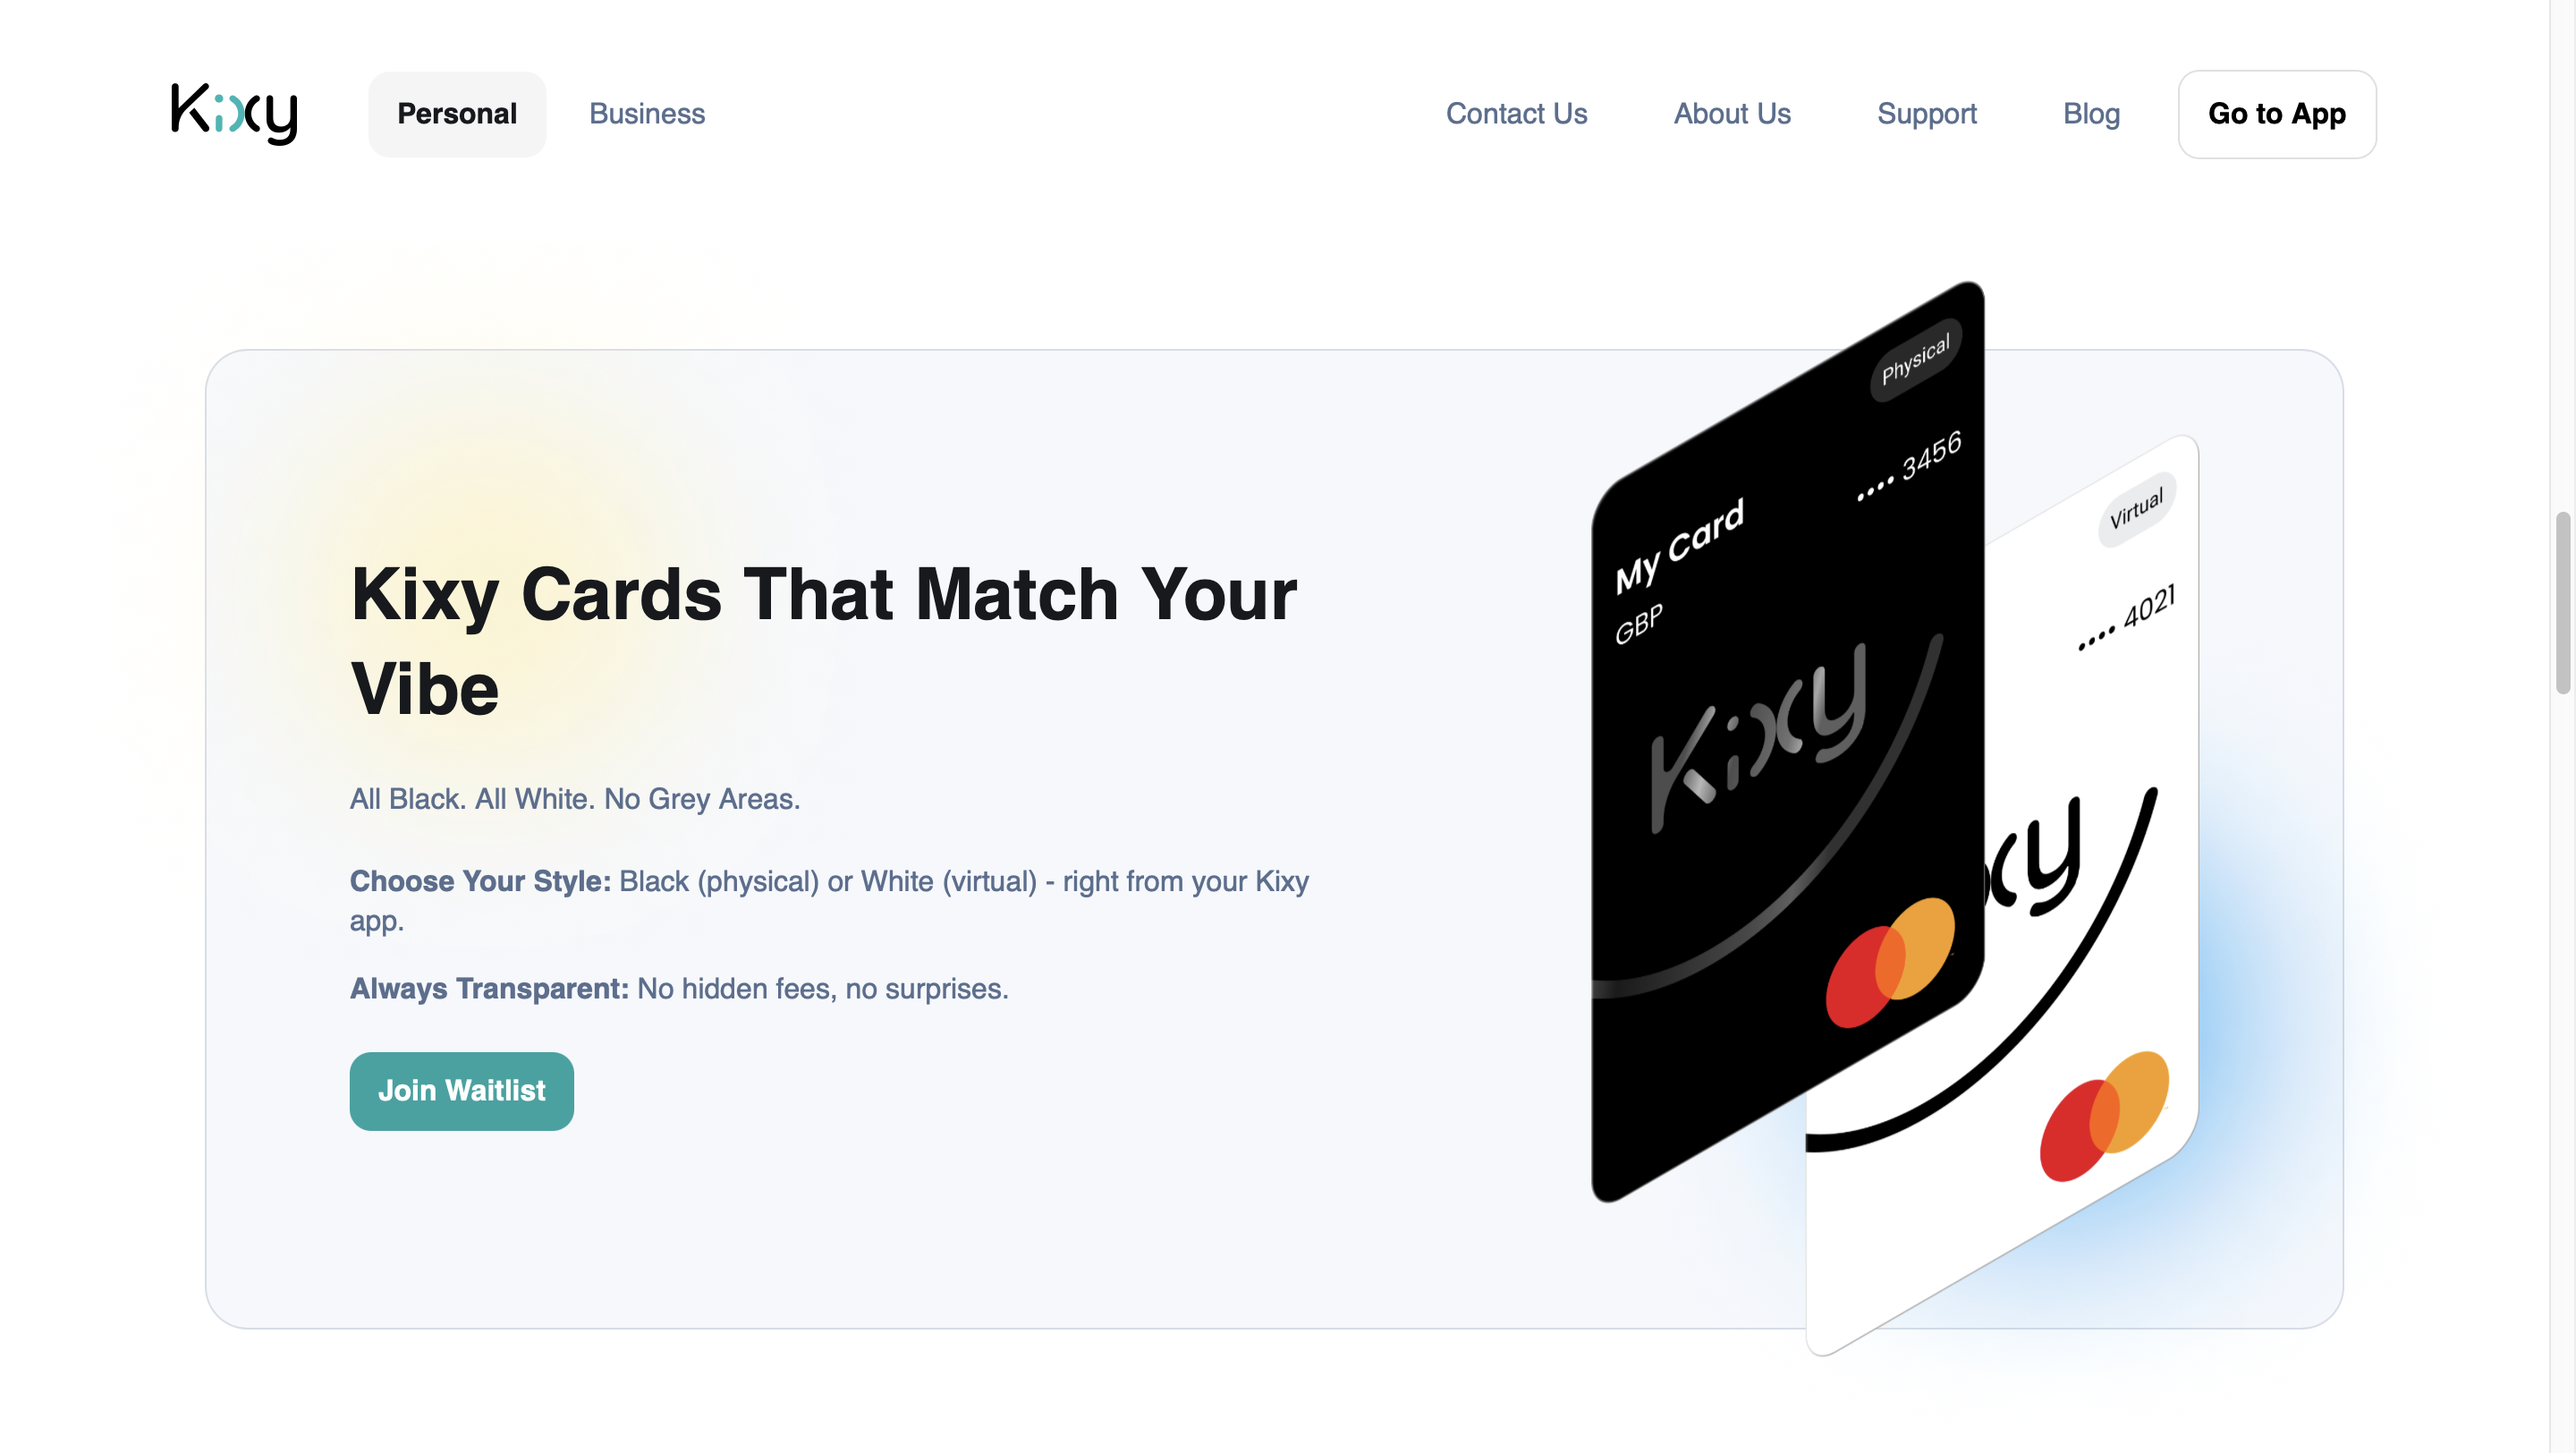 Kixy
Personal
Business
Contact Us
About Us
Support
Blog
Go to App
Kixy Cards That Match Your
Vibe
All Black. All White. No Grey Areas.
Choose Your Style: Black (physical) or White (virtual) - right from your Kixy
app.
Always Transparent: No hidden fees, no surprises.
Join Waitlist
Physical
•••• 3456
My Card
GBP
Kixy
Virtual
•••• 4021
xy